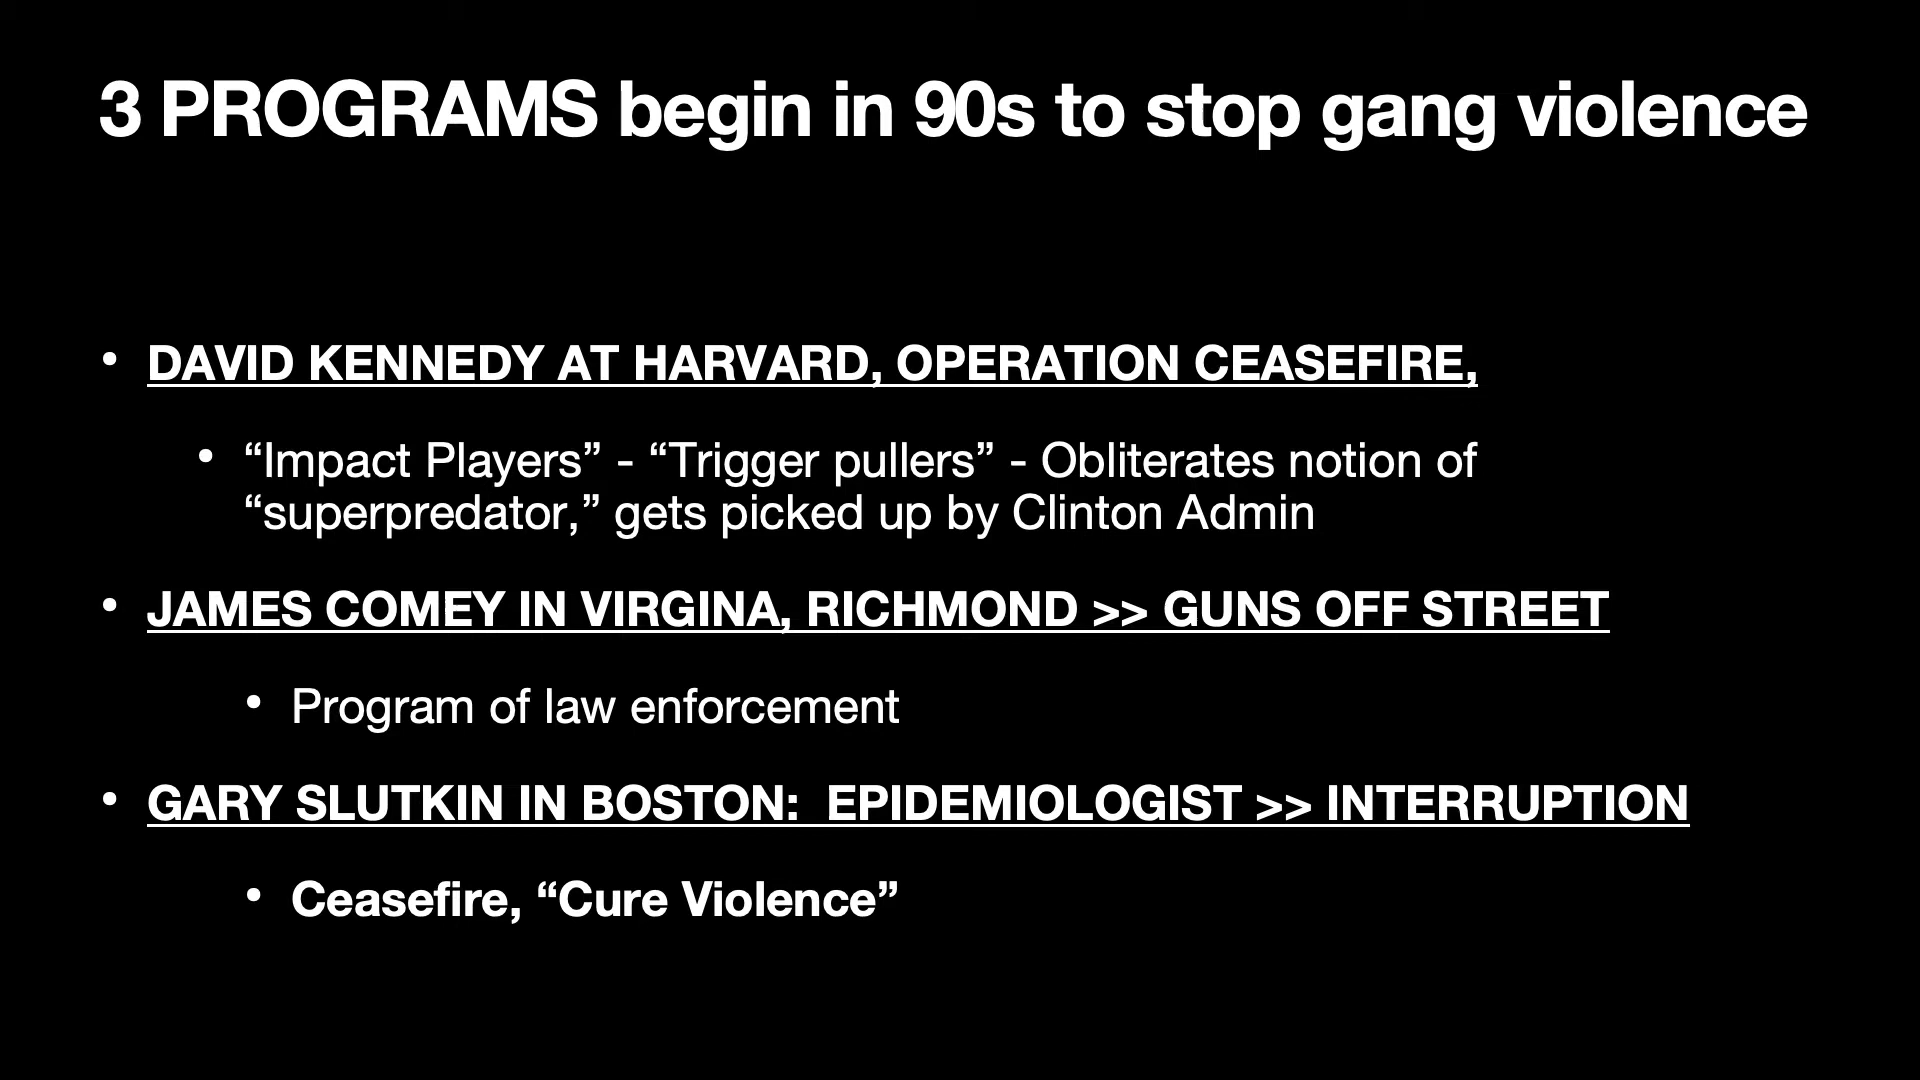 3 PROGRAMS begin in 90s to stop gang violence
• DAVID KENNEDY AT HARVARD, OPERATION CEASEFIRE,
• “Impact Players” - “Trigger pullers” - Obliterates notion of
“superpredator,” gets picked up by Clinton Admin
• JAMES COMEY IN VIRGINA, RICHMOND >> GUNS OFF STREET
• Program of law enforcement
• GARY SLUTKIN IN BOSTON:  EPIDEMIOLOGIST >> INTERRUPTION
• Ceasefire, “Cure Violence”